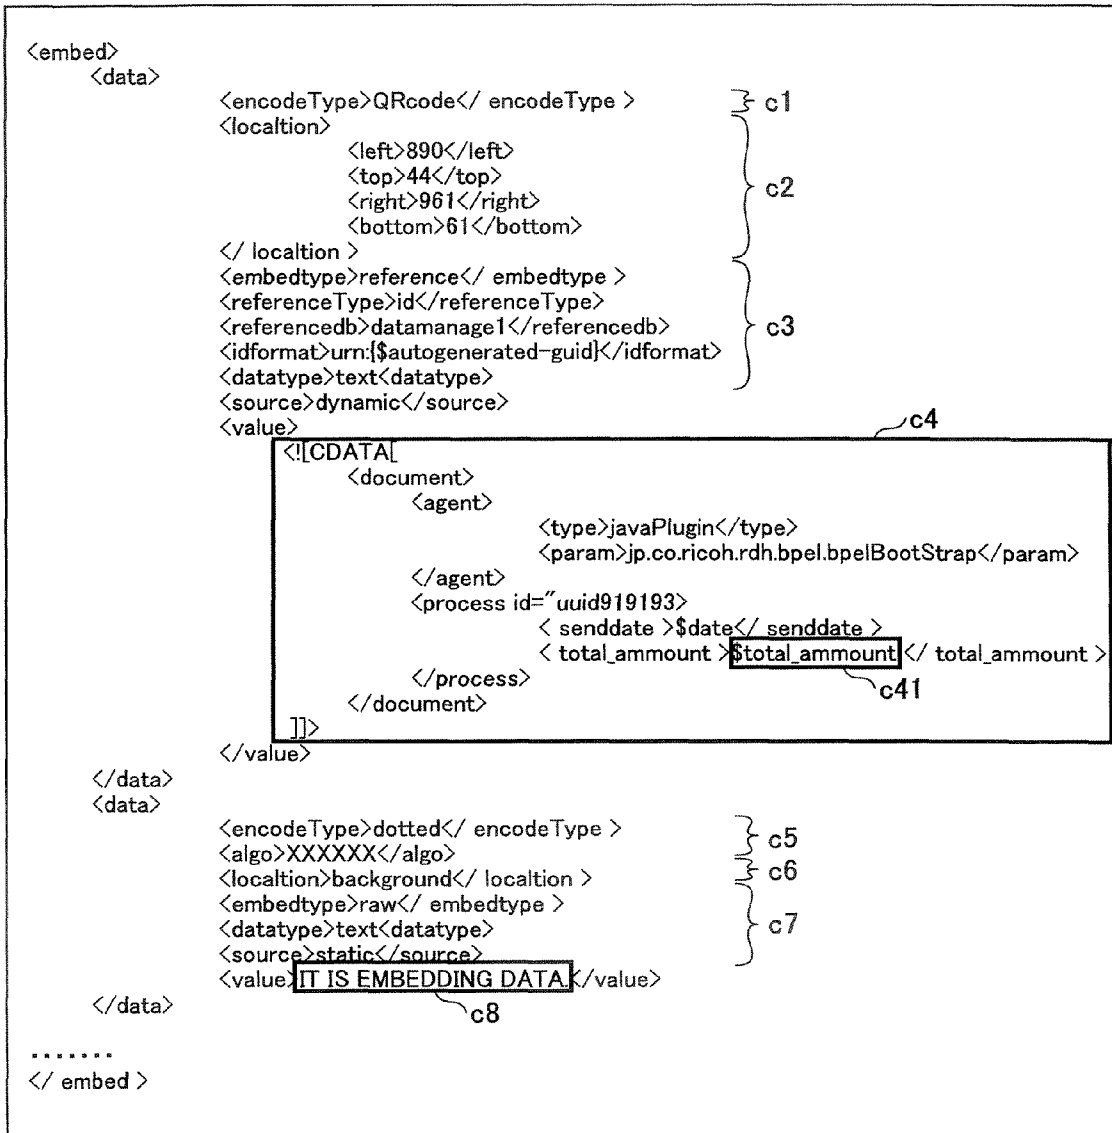 <embed>
<data>
<encodeType>QRcode</ encodeType > c1
<localtion>
<left>890</left>
<top>44</top>
<right>961</right>
<bottom>61</bottom>
c2
</ localtion >
<embedtype>reference</ embedtype >
<referenceType>id</referenceType>
<referencedb>datamanage1</referencedb>
c3
<idformat>urn:{$autogenerated-guid}</idformat>
<datatype>text<datatype>
<source>dynamic</source>
<value>
c4
<![CDATA[
<document>
<agent>
<type>javaPlugin</type>
<param>jp.co.ricoh.rdh.bpel.bpelBootStrap</param>
</agent>
<process id="uuid919193>
< senddate >$date</ senddate >
< total_ammount >$total_ammount </ total_ammount >
</process>
c41
</document>
]]>
</value>
</data>
<data>
<encodeType>dotted</ encodeType >
c5
<algo>XXXXXX</algo>
<localtion>background</ localtion > c6
<embedtype>raw</ embedtype >
<datatype>text<datatype> c7
<source>static</source>
<value>IT IS EMBEDDING DATA.</value>
</data>
c8
.......
</ embed >